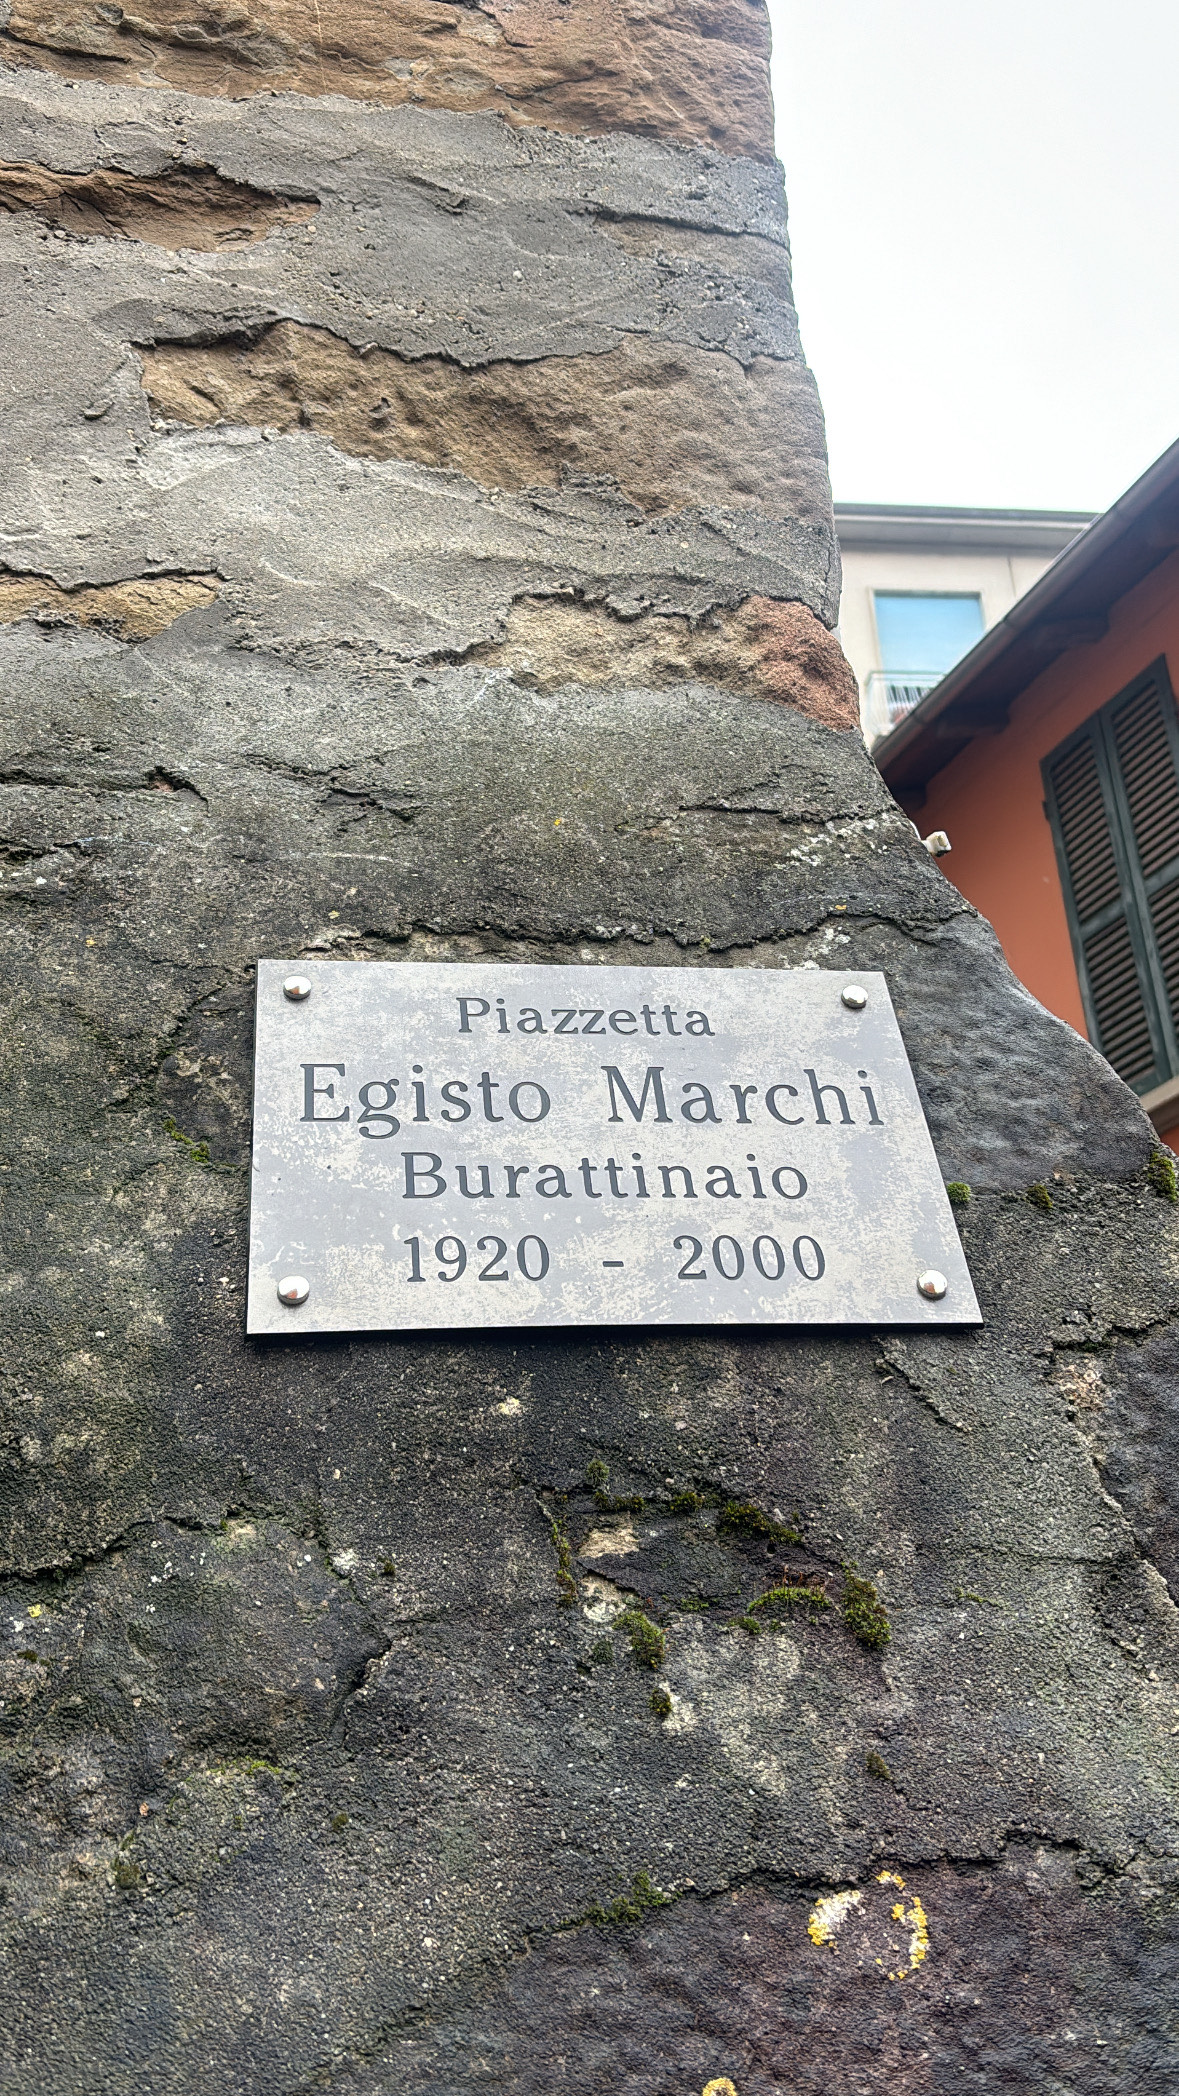 Piazzetta
Egisto Marchi
Burattinaio
1920 - 2000